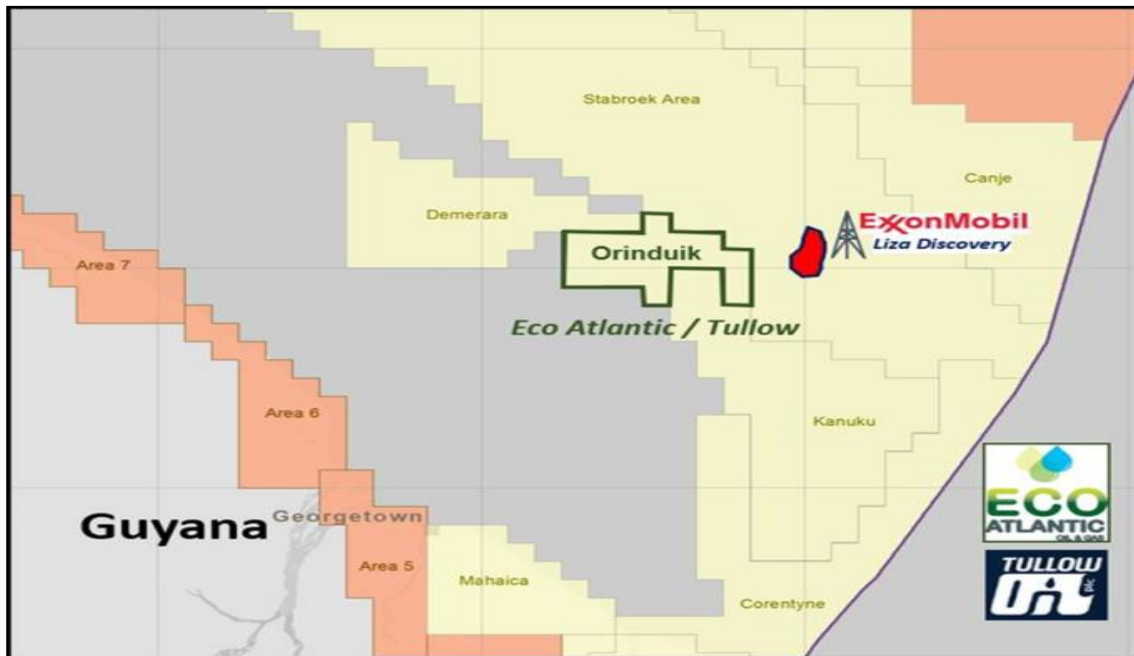 Stabroek Area
Canje
Demerara
ExxonMobil
Liza Discovery
Orinduik
Area 7
Eco Atlantic / Tullow
Area 6
Kanuku
Guyana
Georgetown
Area 5
Mahaica
Corentyne
ECO
ATLANTIC
OIL & GAS
TULLOW
Oil plc